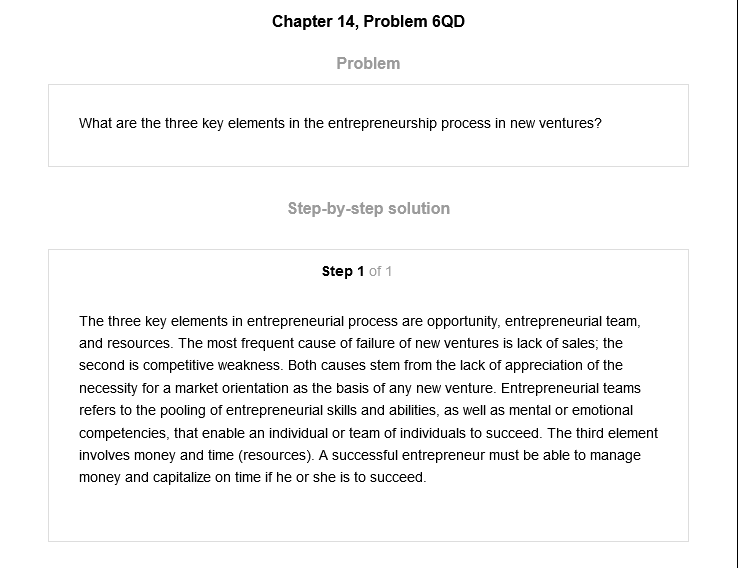 Chapter 14, Problem 6QD
Problem
What are the three key elements in the entrepreneurship process in new ventures?
Step-by-step solution
Step 1 of 1
The three key elements in entrepreneurial process are opportunity, entrepreneurial team,
and resources. The most frequent cause of failure of new ventures is lack of sales; the
second is competitive weakness. Both causes stem from the lack of appreciation of the
necessity for a market orientation as the basis of any new venture. Entrepreneurial teams
refers to the pooling of entrepreneurial skills and abilities, as well as mental or emotional
competencies, that enable an individual or team of individuals to succeed. The third element
involves money and time (resources). A successful entrepreneur must be able to manage
money and capitalize on time if he or she is to succeed.